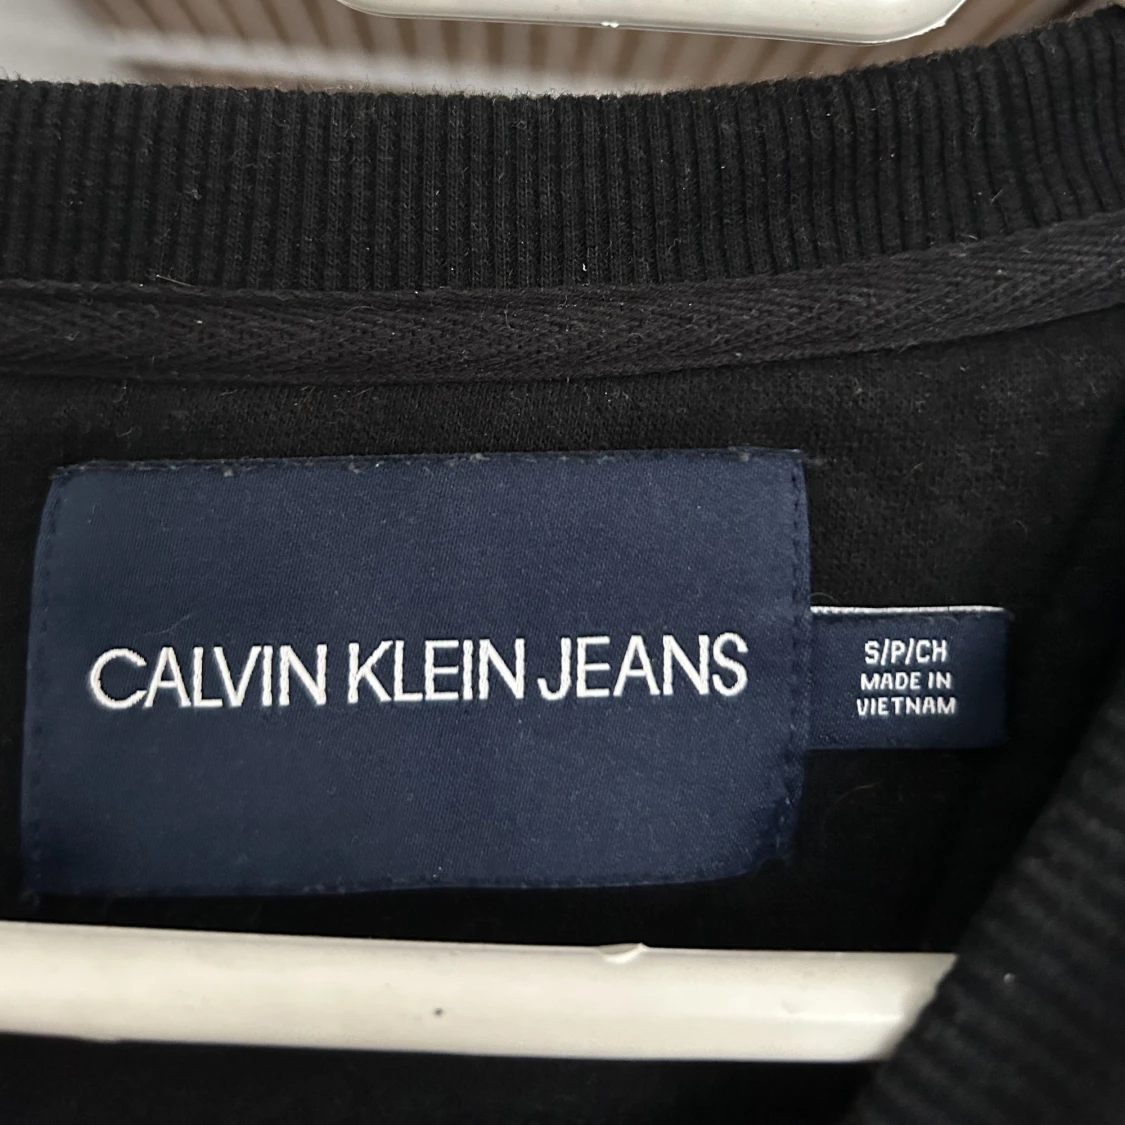 CALVIN KLEIN JEANS
S/P/CH
MADE IN
VIETNAM